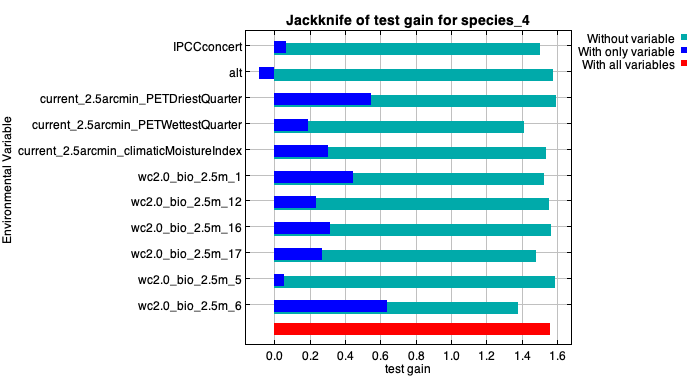 Jackknife of test gain for species_4
Without variable
With only variable
With all variables
Environmental Variable
IPCCconcert
alt
current_2.5arcmin_PETDriestQuarter
current_2.5arcmin_PETWettestQuarter
current_2.5arcmin_climaticMoistureIndex
wc2.0_bio_2.5m_1
wc2.0_bio_2.5m_12
wc2.0_bio_2.5m_16
wc2.0_bio_2.5m_17
wc2.0_bio_2.5m_5
wc2.0_bio_2.5m_6
0.0 0.2 0.4 0.6 0.8 1.0 1.2 1.4 1.6
test gain